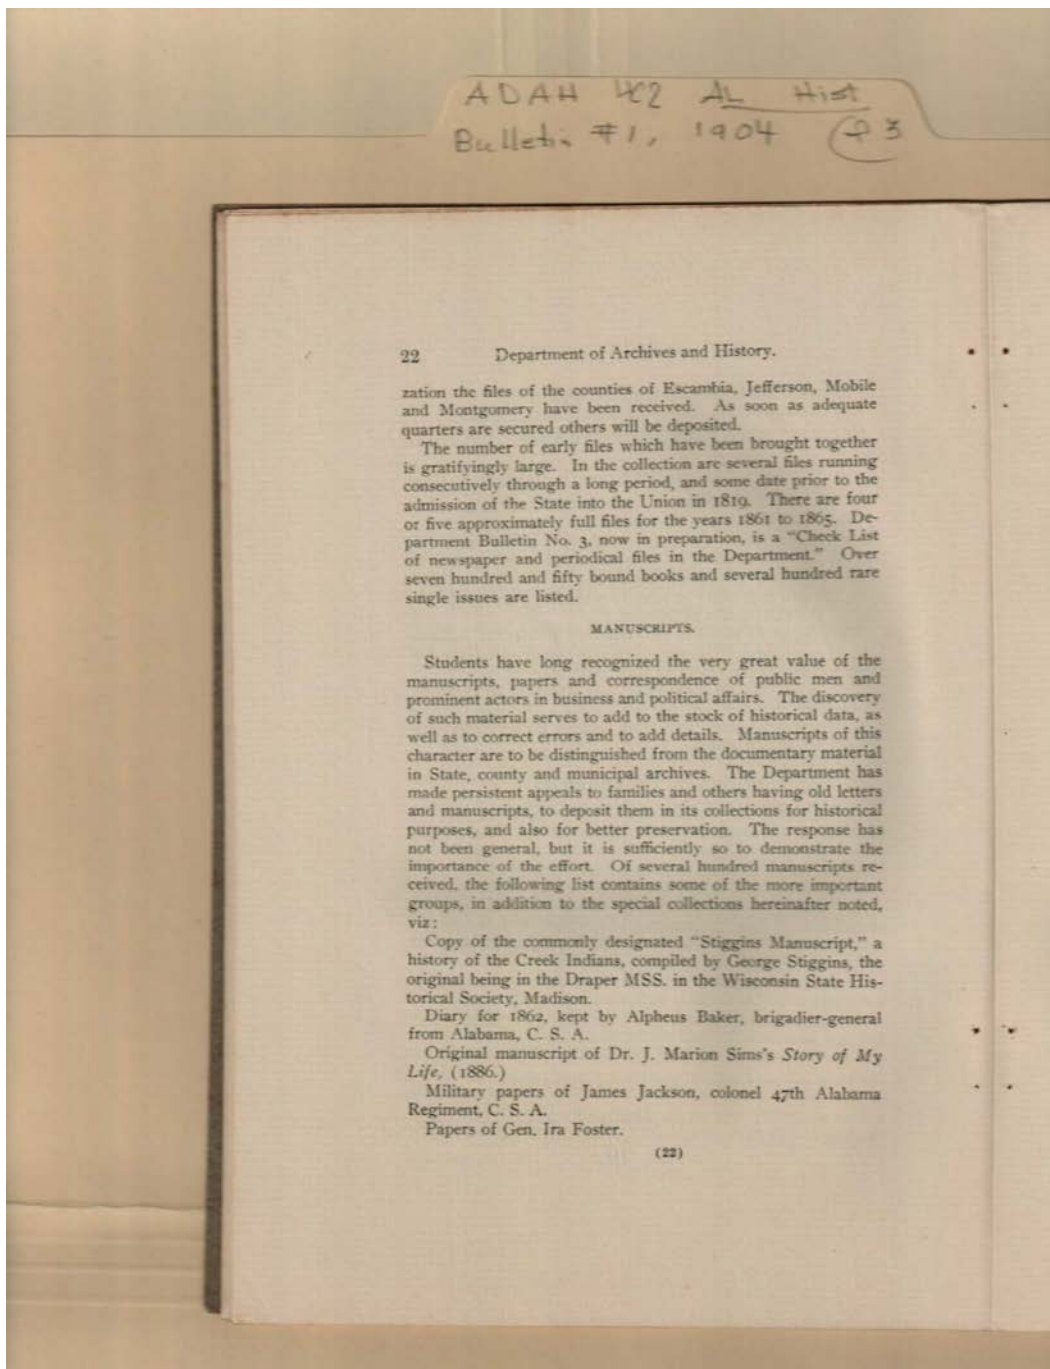 ADAH 42 AL Hist
Bulletin #1, 1904 P3
22 Department of Archives and History.
zation the files of the counties of Escambia, Jefferson, Mobile
and Montgomery have been received. As soon as adequate
quarters are secured others will be deposited.
The number of early files which have been brought together
is gratifyingly large. In the collection are several files running
consecutively through a long period, and some date prior to the
admission of the State into the Union in 1819. There are four
or five approximately full files for the years 1861 to 1865. De-
partment Bulletin No. 3, now in preparation, is a "Check List
of newspaper and periodical files in the Department." Over
seven hundred and fifty bound books and several hundred rare
single issues are listed.
MANUSCRIPTS.
Students have long recognized the very great value of the
manuscripts, papers and correspondence of public men and
prominent actors in business and political affairs. The discovery
of such material serves to add to the stock of historical data, as
well as to correct errors and to add details. Manuscripts of this
character are to be distinguished from the documentary material
in State, county and municipal archives. The Department has
made persistent appeals to families and others having old letters
and manuscripts, to deposit them in its collections for historical
purposes, and also for better preservation. The response has
not been general, but it is sufficiently so to demonstrate the
importance of the effort. Of several hundred manuscripts re-
ceived, the following list contains some of the more important
groups, in addition to the special collections hereinafter noted,
viz:
Copy of the commonly designated "Stiggins Manuscript," a
history of the Creek Indians, compiled by George Stiggins, the
original being in the Draper MSS. in the Wisconsin State His-
torical Society, Madison.
Diary for 1862, kept by Alpheus Baker, brigadier-general
from Alabama, C. S. A.
Original manuscript of Dr. J. Marion Sims's Story of My
Life, (1886.)
Military papers of James Jackson, colonel 47th Alabama
Regiment, C. S. A.
Papers of Gen. Ira Foster.
(22)